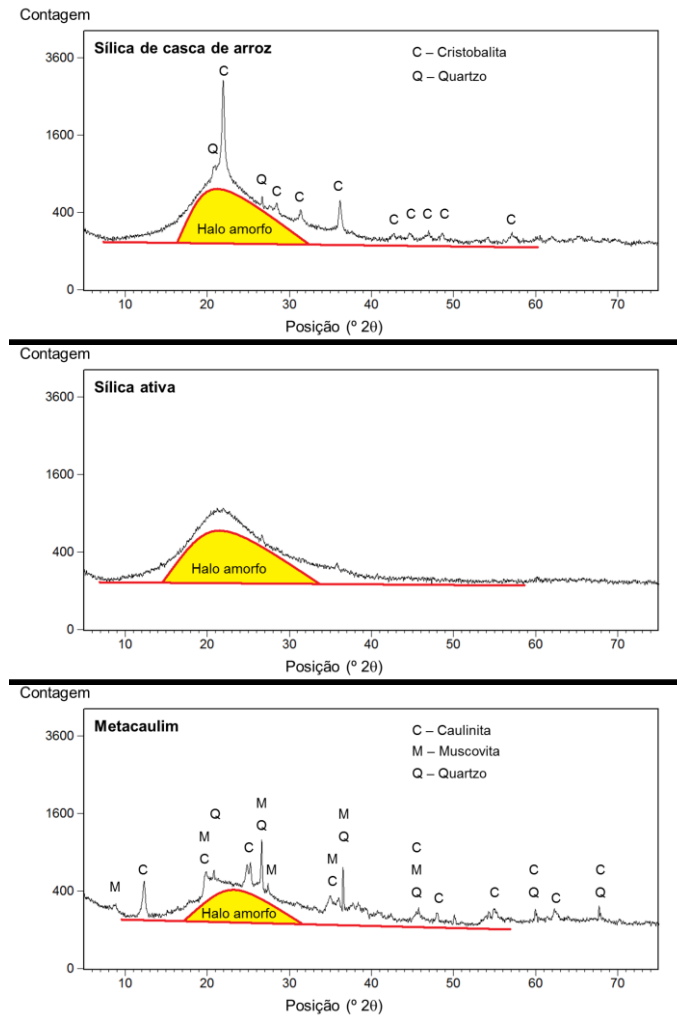 Contagem
Sílica de casca de arroz
C – Cristobalita
Q – Quartzo
3600
1600
400
0
C
Q
Q
C
C
C
C
C
C
C
C
Halo amorfo
10 20 30 40 50 60 70
Posição (º 2θ)
Contagem
Sílica ativa
3600
1600
400
0
Halo amorfo
10 20 30 40 50 60 70
Posição (º 2θ)
Contagem
Metacaulim
C – Caulinita
M – Muscovita
Q – Quartzo
3600
1600
400
0
M
C
M
C
Q
C
M
Q
M
M
C
M
Q
C
M
Q
C
C
C
Q
C
C
Q
Halo amorfo
10 20 30 40 50 60 70
Posição (º 2θ)